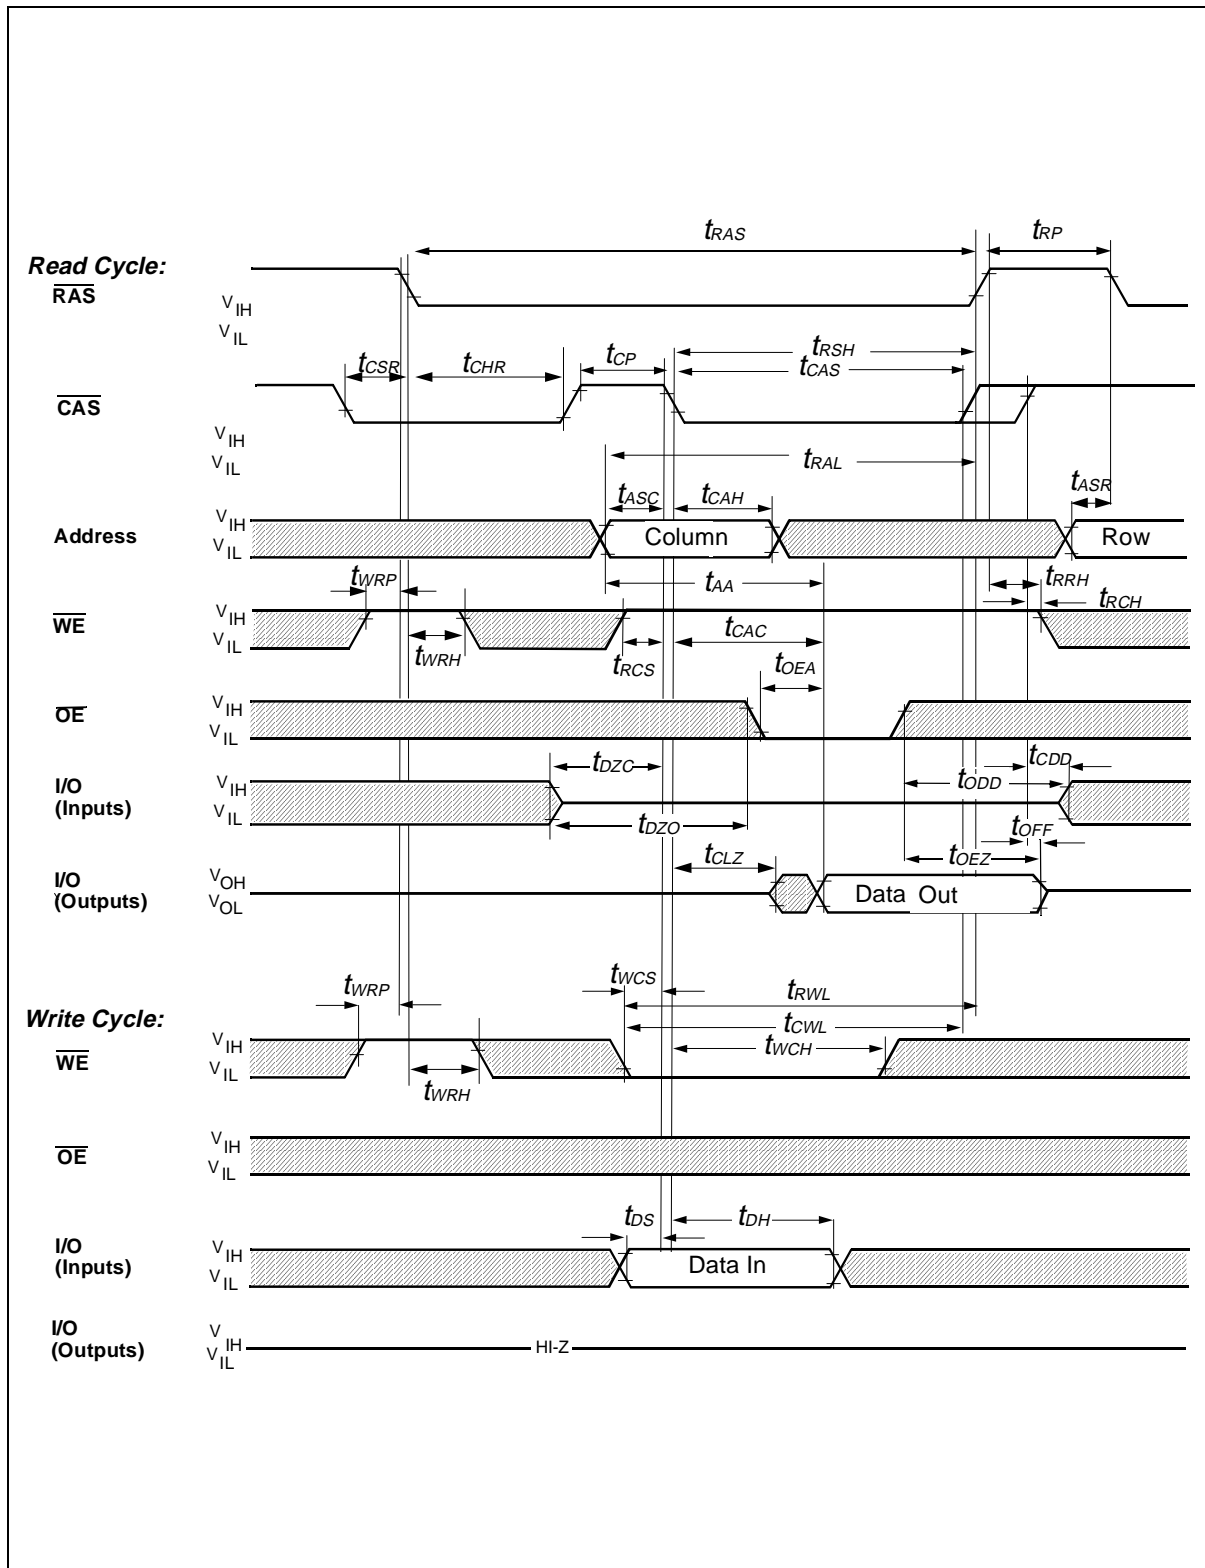 tRAS
tRP
Read Cycle:
RAS
VIH
VIL
tRSH
tCSR
tCHR
tCP
tCAS
CAS
VIH
VIL
tRAL
tASC
tCAH
tASR
Address
VIH
VIL
Column
Row
tWRP
tAA
tRRH
tRCH
WE
VIH
VIL
tWRH
tRCS
tCAC
tOEA
OE
VIH
VIL
tDZC
tCDD
tODD
I/O
(Inputs)
VIH
VIL
tDZO
tOFF
tCLZ
tOEZ
I/O
(Outputs)
VOH
VOL
Data Out
tWRP
tWCS
tRWL
Write Cycle:
tCWL
tWCH
WE
VIH
VIL
tWRH
OE
VIH
VIL
tDS
tDH
I/O
(Inputs)
VIH
VIL
Data In
I/O
(Outputs)
VIH
VIL
HI-Z